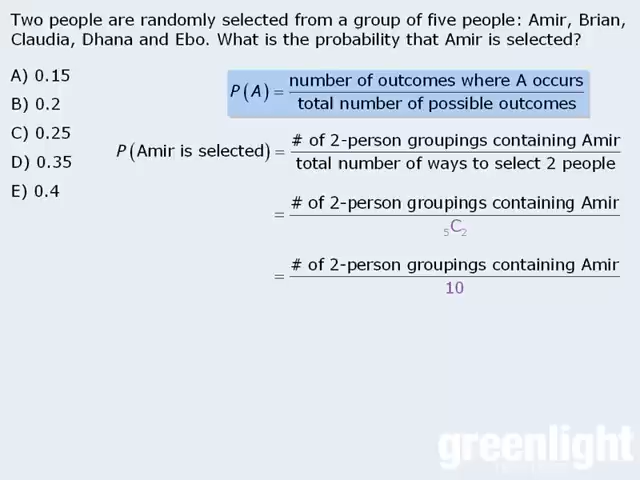 Two people are randomly selected from a group of five people: Amir, Brian,
Claudia, Dhana and Ebo. What is the probability that Amir is selected?
A) 0.15
B) 0.2
C) 0.25
D) 0.35
E) 0.4
P(A) = number of outcomes where A occurs / total number of possible outcomes
P(Amir is selected) = # of 2-person groupings containing Amir / total number of ways to select 2 people
= # of 2-person groupings containing Amir / ₅C₂
= # of 2-person groupings containing Amir / 10
greenlight